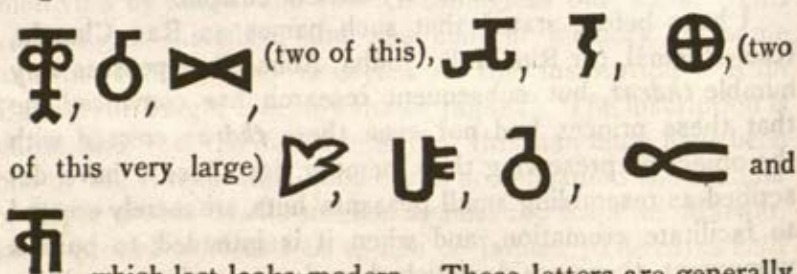 (two of this), (two
of this very large) and
which last looks modern. These letters are generally